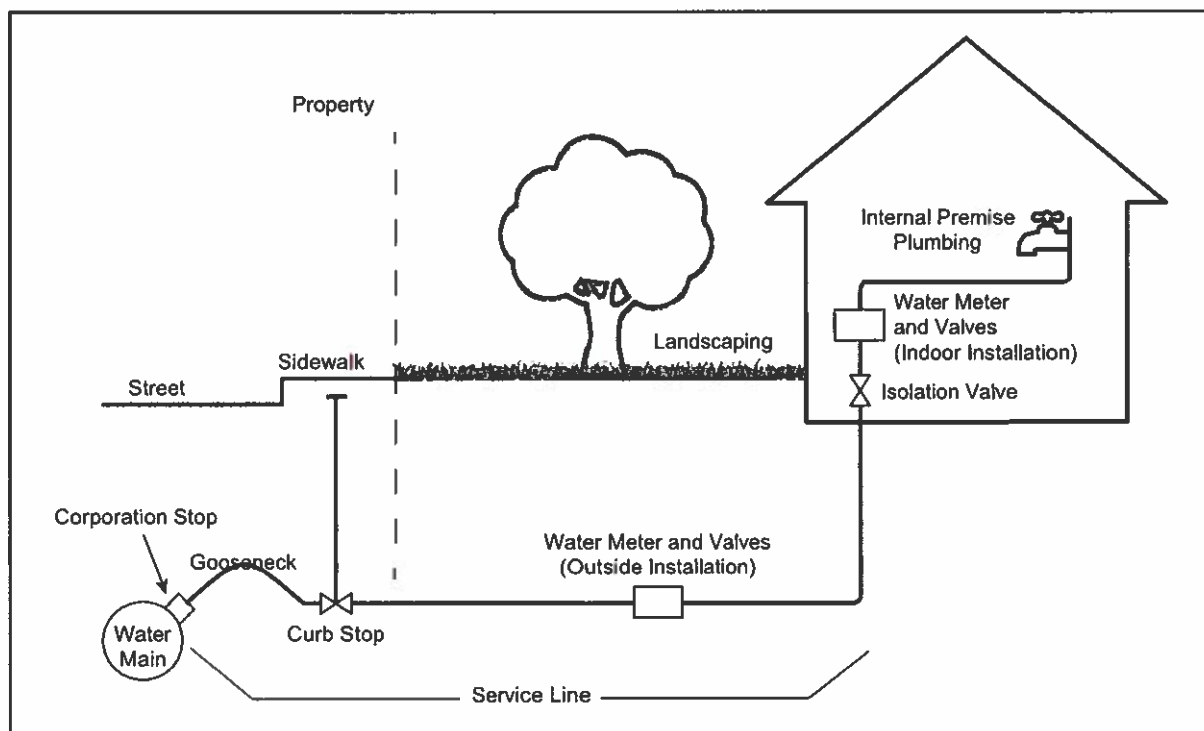 Property
Internal Premise
Plumbing
Water Meter
and Valves
(Indoor Installation)
Landscaping
Sidewalk
Street
Isolation Valve
Corporation Stop
Gooseneck
Water Meter and Valves
(Outside Installation)
Curb Stop
Water
Main
Service Line